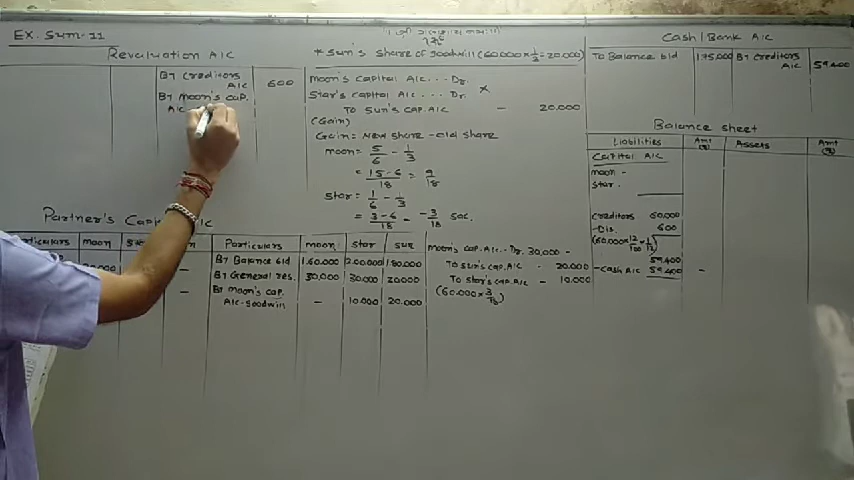 Ex. Sum-11
Revaluation A/C
By Creditors
A/C
600
By Moon's cap.
A/C
* Sun's share of goodwill (60,000 × 1/3 = 20,000)
Moon's capital A/C ... Dr.
Star's capital A/C ... Dr. ×
To Sun's cap. A/C - 20,000
(Gain)
Gain = New share - old share
Moon = 5/6 - 1/3
= 15-6/18 = 9/18
Star = 1/6 - 1/3
= 3-6/18 = -3/18 Sac.
Cash/Bank A/C
To Balance b/d 1,75,000 By Creditors
A/C 59,400
Balance sheet
Liabilities Amt (₹) Assets Amt (₹)
Capital A/C
Moon -
Star -
Creditors 60,000
- Dis. 600
(60,000 × 12/100 × 1/12)
59,400
- Cash A/C 59,400 -
Partner's Cap
Particulars Moon
Particulars Moon Star Sun
By Balance b/d 1,60,000 2,00,000 1,80,000
By General res. 30,000 30,000 20,000
By Moon's cap.
A/C - Goodwill - 10,000 20,000
Moon's cap. A/C - Dr. 30,000 -
To Sun's cap. A/C - 20,000
To Star's cap. A/C - 10,000
(60,000 × 3/18)